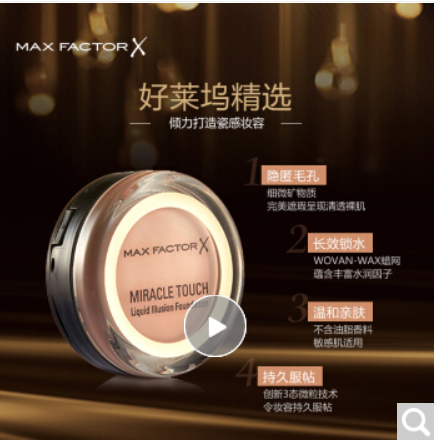 MAX FACTOR X
好莱坞精选
倾力打造瓷感妆容
1 隐匿毛孔
细微矿物质
完美遮瑕呈现清透裸肌
2 长效锁水
WOVAN-WAX蜡网
蕴含丰富水润因子
3 温和亲肤
不含油脂香料
敏感肌适用
4 持久服帖
创新3态微粒技术
令妆容持久服帖
MAX FACTOR X
MIRACLE TOUCH
Liquid Illusion